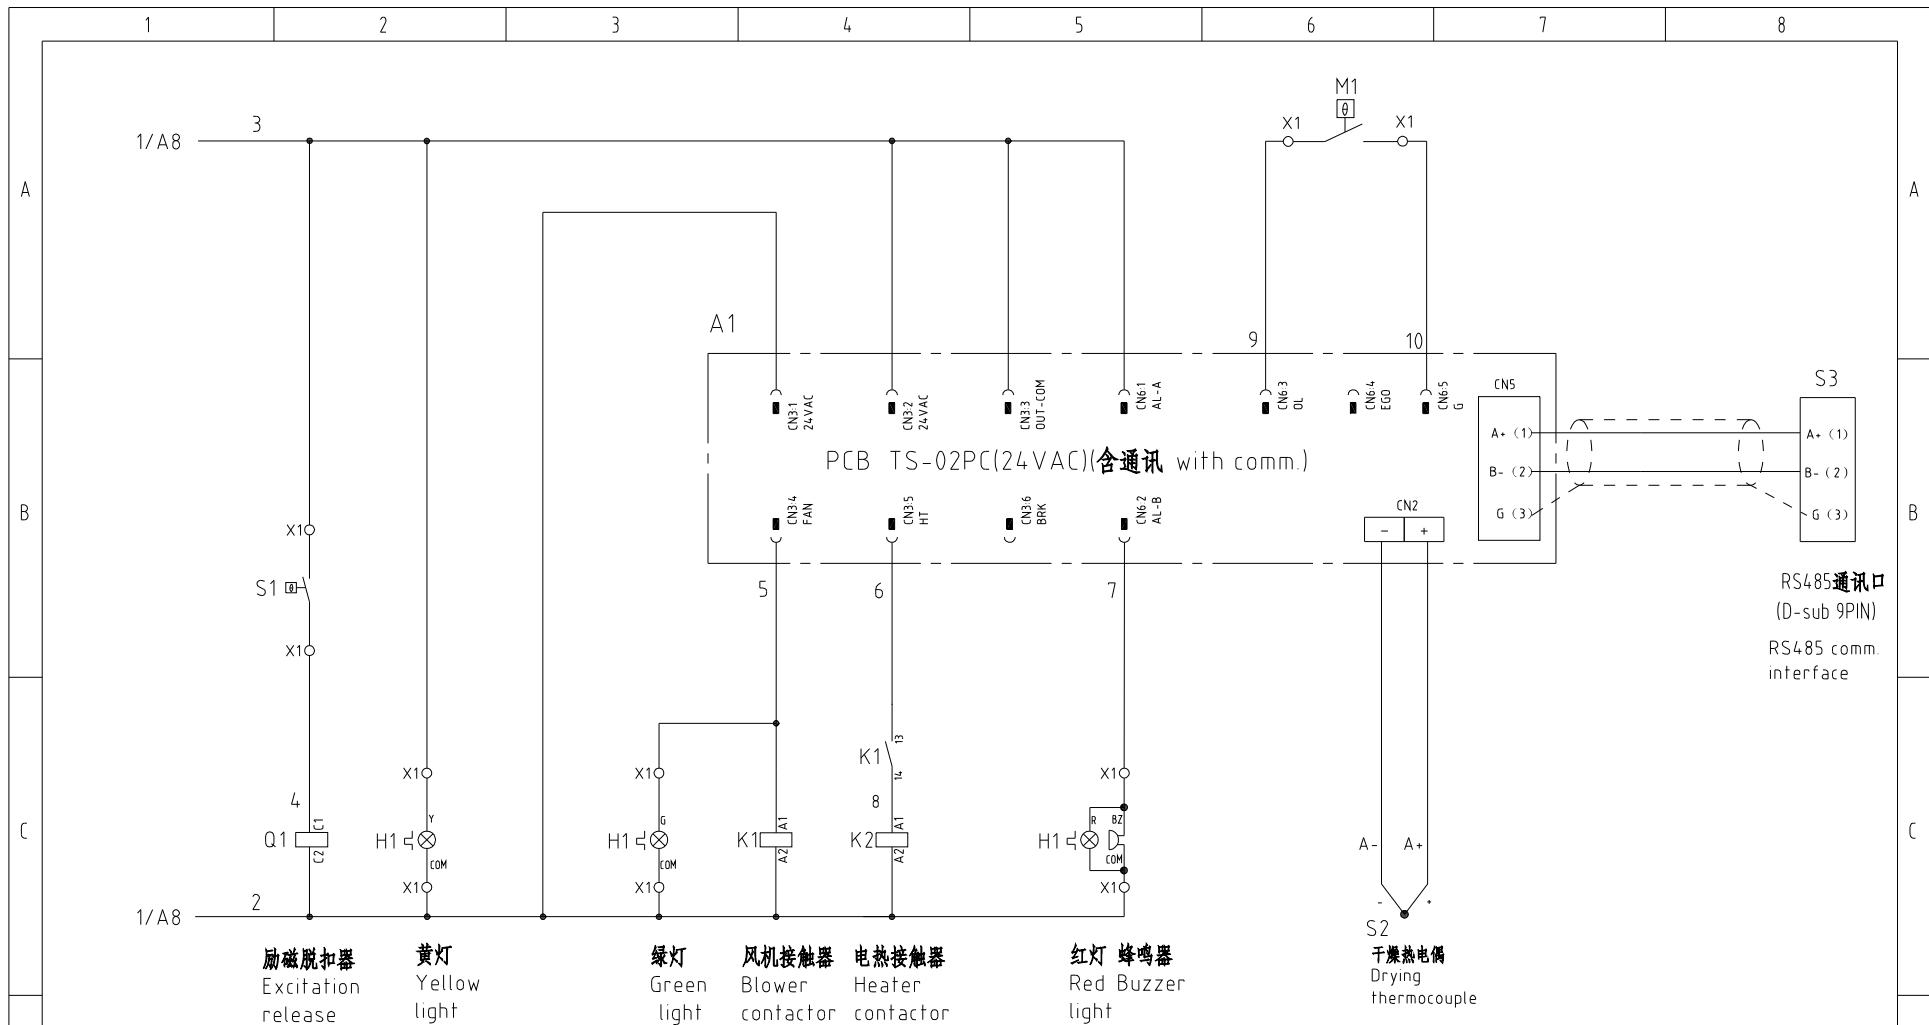 1 2 3 4 5 6 7 8
M1
θ
X1 X1
3
1/A8
A A
A1
9 10
CN3:1
24VAC
CN3:2
24VAC
CN3:3
OUT-COM
CN6:1
AL-A
CN6:3
OL
CN6:4
EGO
CN6:5
G
CN5
S3
A+ (1)
B- (2)
G (3)
A+ (1)
B- (2)
G (3)
PCB TS-02PC(24VAC)(含通讯 with comm.)
B B
CN3:4
FAN
CN3:5
HT
CN3:6
BRK
CN6:2
AL-B
CN2
- +
X1
S1 θ
X1
5 6 7
RS485通讯口
(D-sub 9PIN)
RS485 comm.
interface
K1 13
14
X1 X1 X1
4 8
C C
Q1 C1
C2
H1 Y
COM
H1 G
COM
K1 A1
A2
K2 A1
A2
H1 R BZ
COM
A- A+
X1 X1 X1
- +
2
1/A8
S2
励磁脱扣器
Excitation
release
黄灯
Yellow
light
绿灯
Green
light
风机接触器
Blower
contactor
电热接触器
Heater
contactor
红灯 蜂鸣器
Red Buzzer
light
干燥热电偶
Drying
thermocouple